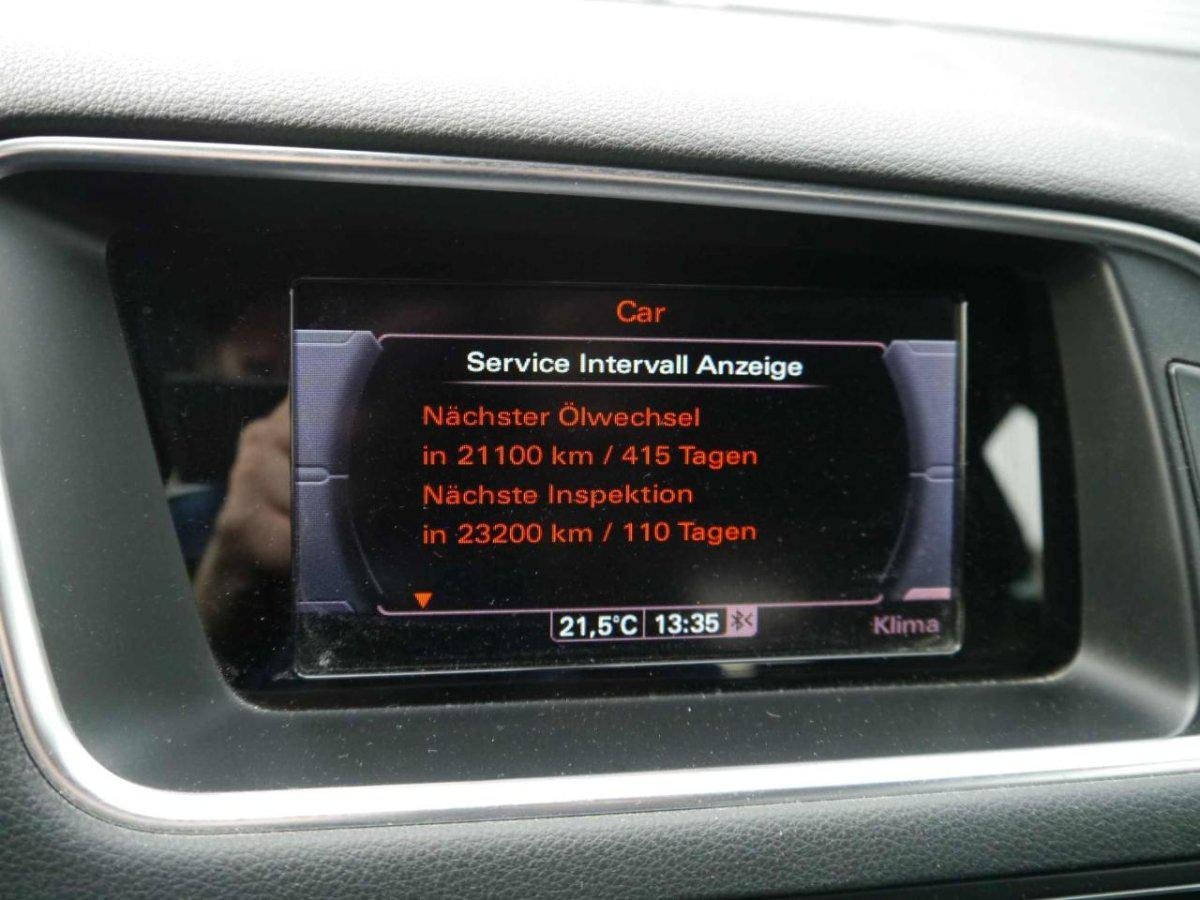 Car
Service Intervall Anzeige
Nächster Ölwechsel
in 21100 km / 415 Tagen
Nächste Inspektion
in 23200 km / 110 Tagen
21,5°C 13:35
Klima